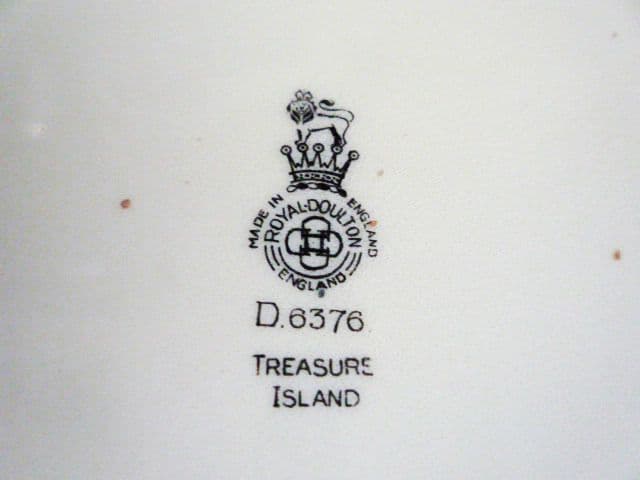 MADE IN ENGLAND
ROYAL·DOULTON
ENGLAND
D.6376
TREASURE
ISLAND